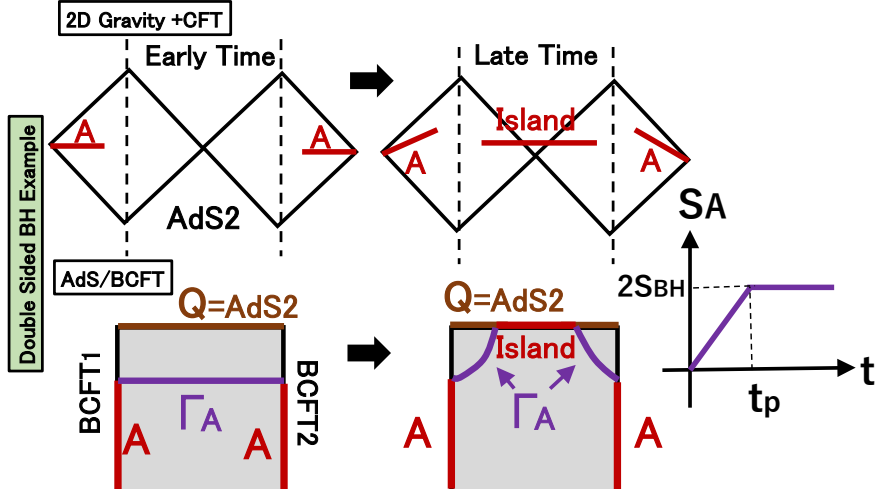 2D Gravity +CFT
Early Time
Late Time
A
A
AdS2
Island
A
A
Double Sided BH Example
AdS/BCFT
Q=AdS2
BCFT1
BCFT2
ΓA
A
A
Q=AdS2
Island
ΓA
A
A
SA
2SBH
tp
t